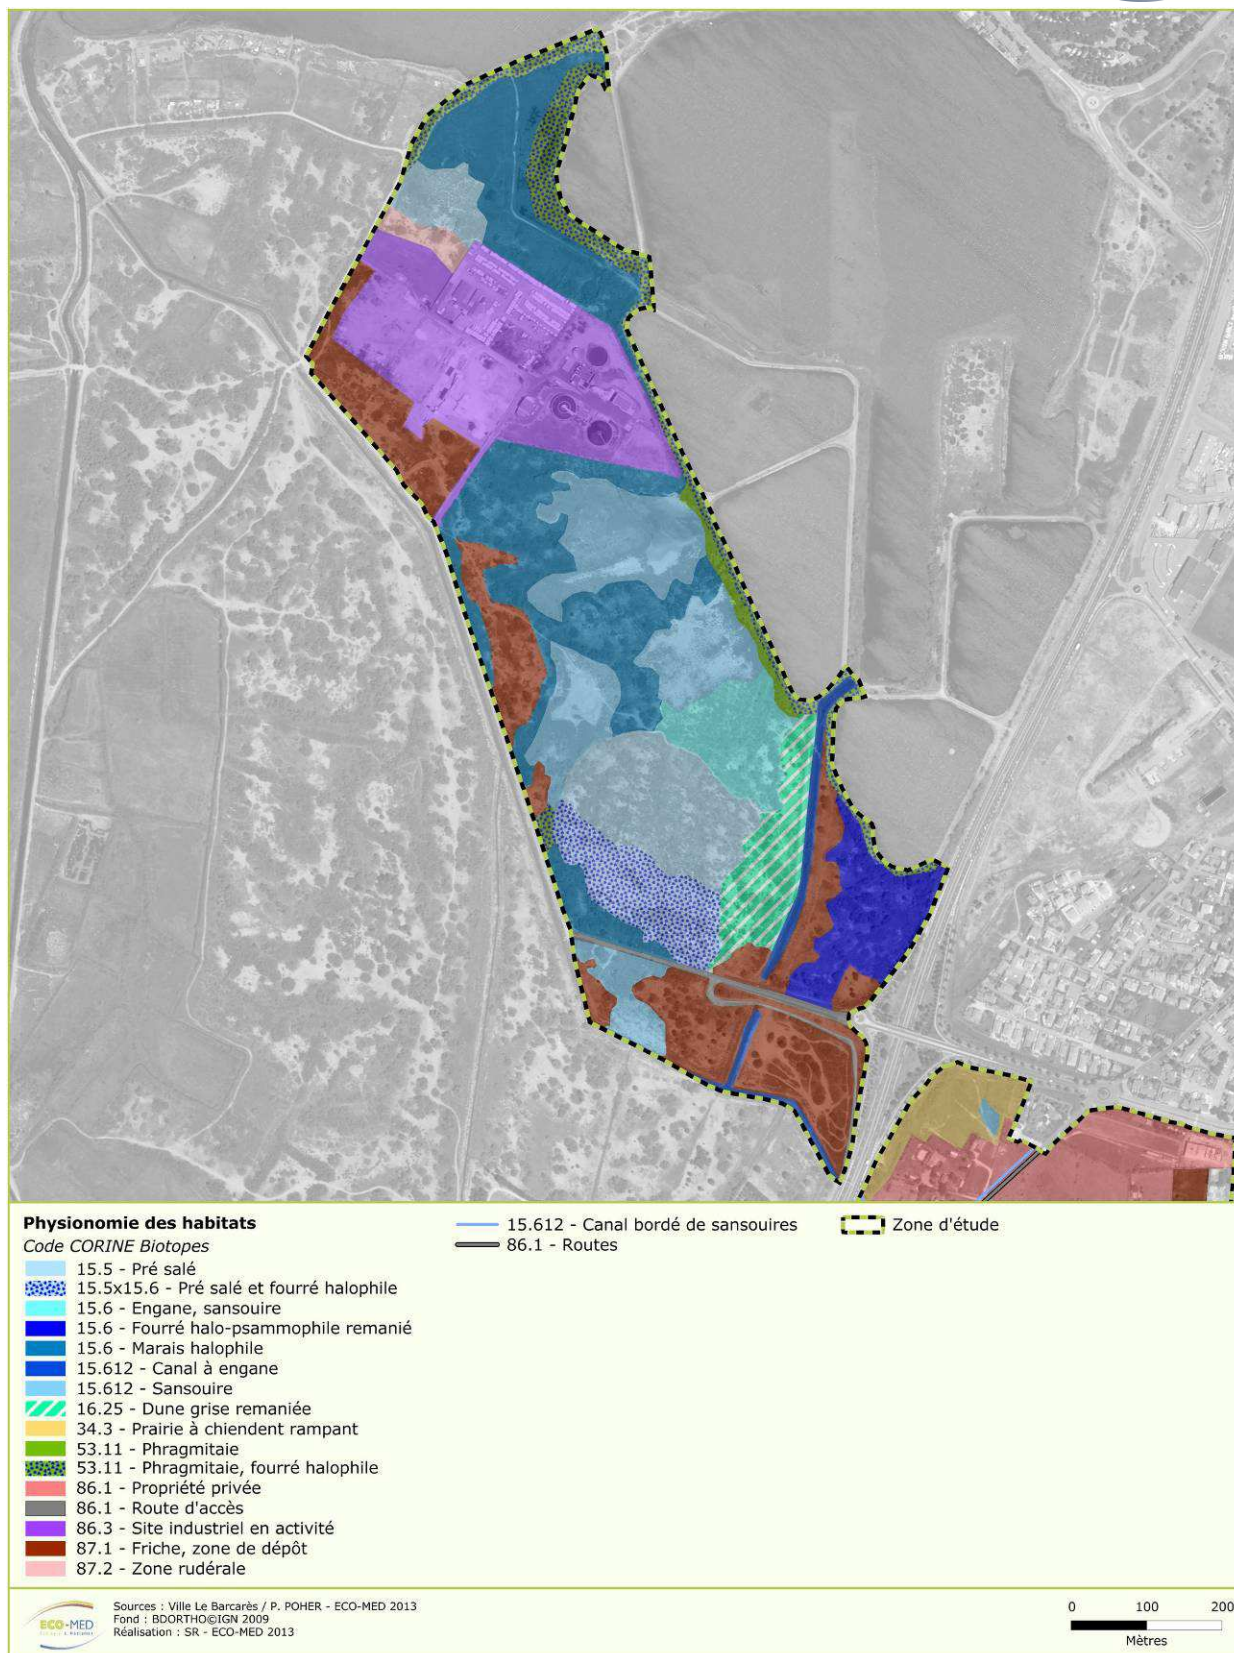 Physionomie des habitats
Code CORINE Biotopes
15.5 - Pré salé
15.5x15.6 - Pré salé et fourré halophile
15.6 - Engane, sansouire
15.6 - Fourré halo-psammophile remanié
15.6 - Marais halophile
15.612 - Canal à engane
15.612 - Sansouire
16.25 - Dune grise remaniée
34.3 - Prairie à chiendent rampant
53.11 - Phragmitaie
53.11 - Phragmitaie, fourré halophile
86.1 - Propriété privée
86.1 - Route d'accès
86.3 - Site industriel en activité
87.1 - Friche, zone de dépôt
87.2 - Zone rudérale
15.612 - Canal bordé de sansouires
86.1 - Routes
Zone d'étude
ECO-MED
Sources : Ville Le Barcarès / P. POHER - ECO-MED 2013
Fond : BDORTHO©IGN 2009
Réalisation : SR - ECO-MED 2013
0 100 200
Mètres